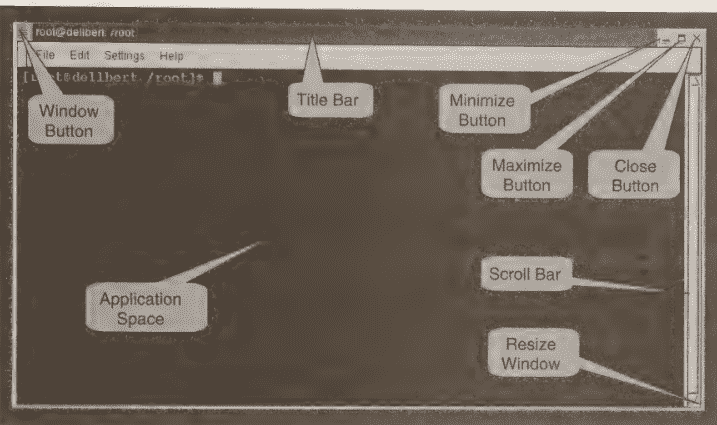 root@dellbert: /root
File Edit Settings Help
[root@dellbert /root]#
Window
Button
Title Bar
Minimize
Button
Maximize
Button
Close
Button
Application
Space
Scroll Bar
Resize
Window